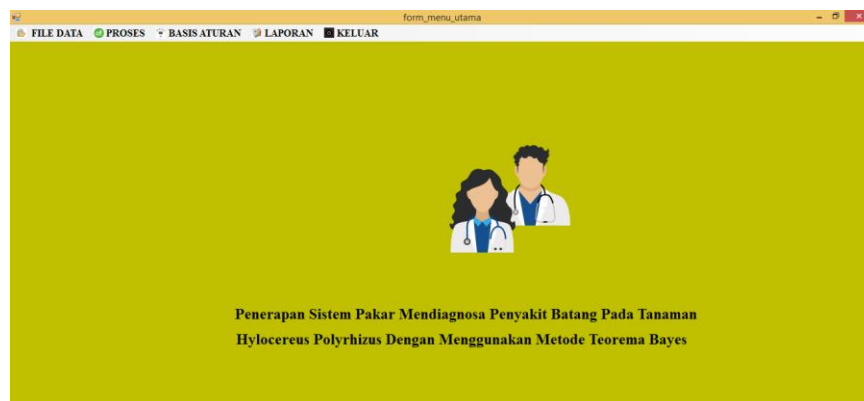 form_menu_utama
FILE DATA PROSES BASIS ATURAN LAPORAN KELUAR
Penerapan Sistem Pakar Mendiagnosa Penyakit Batang Pada Tanaman
Hylocereus Polyrhizus Dengan Menggunakan Metode Teorema Bayes